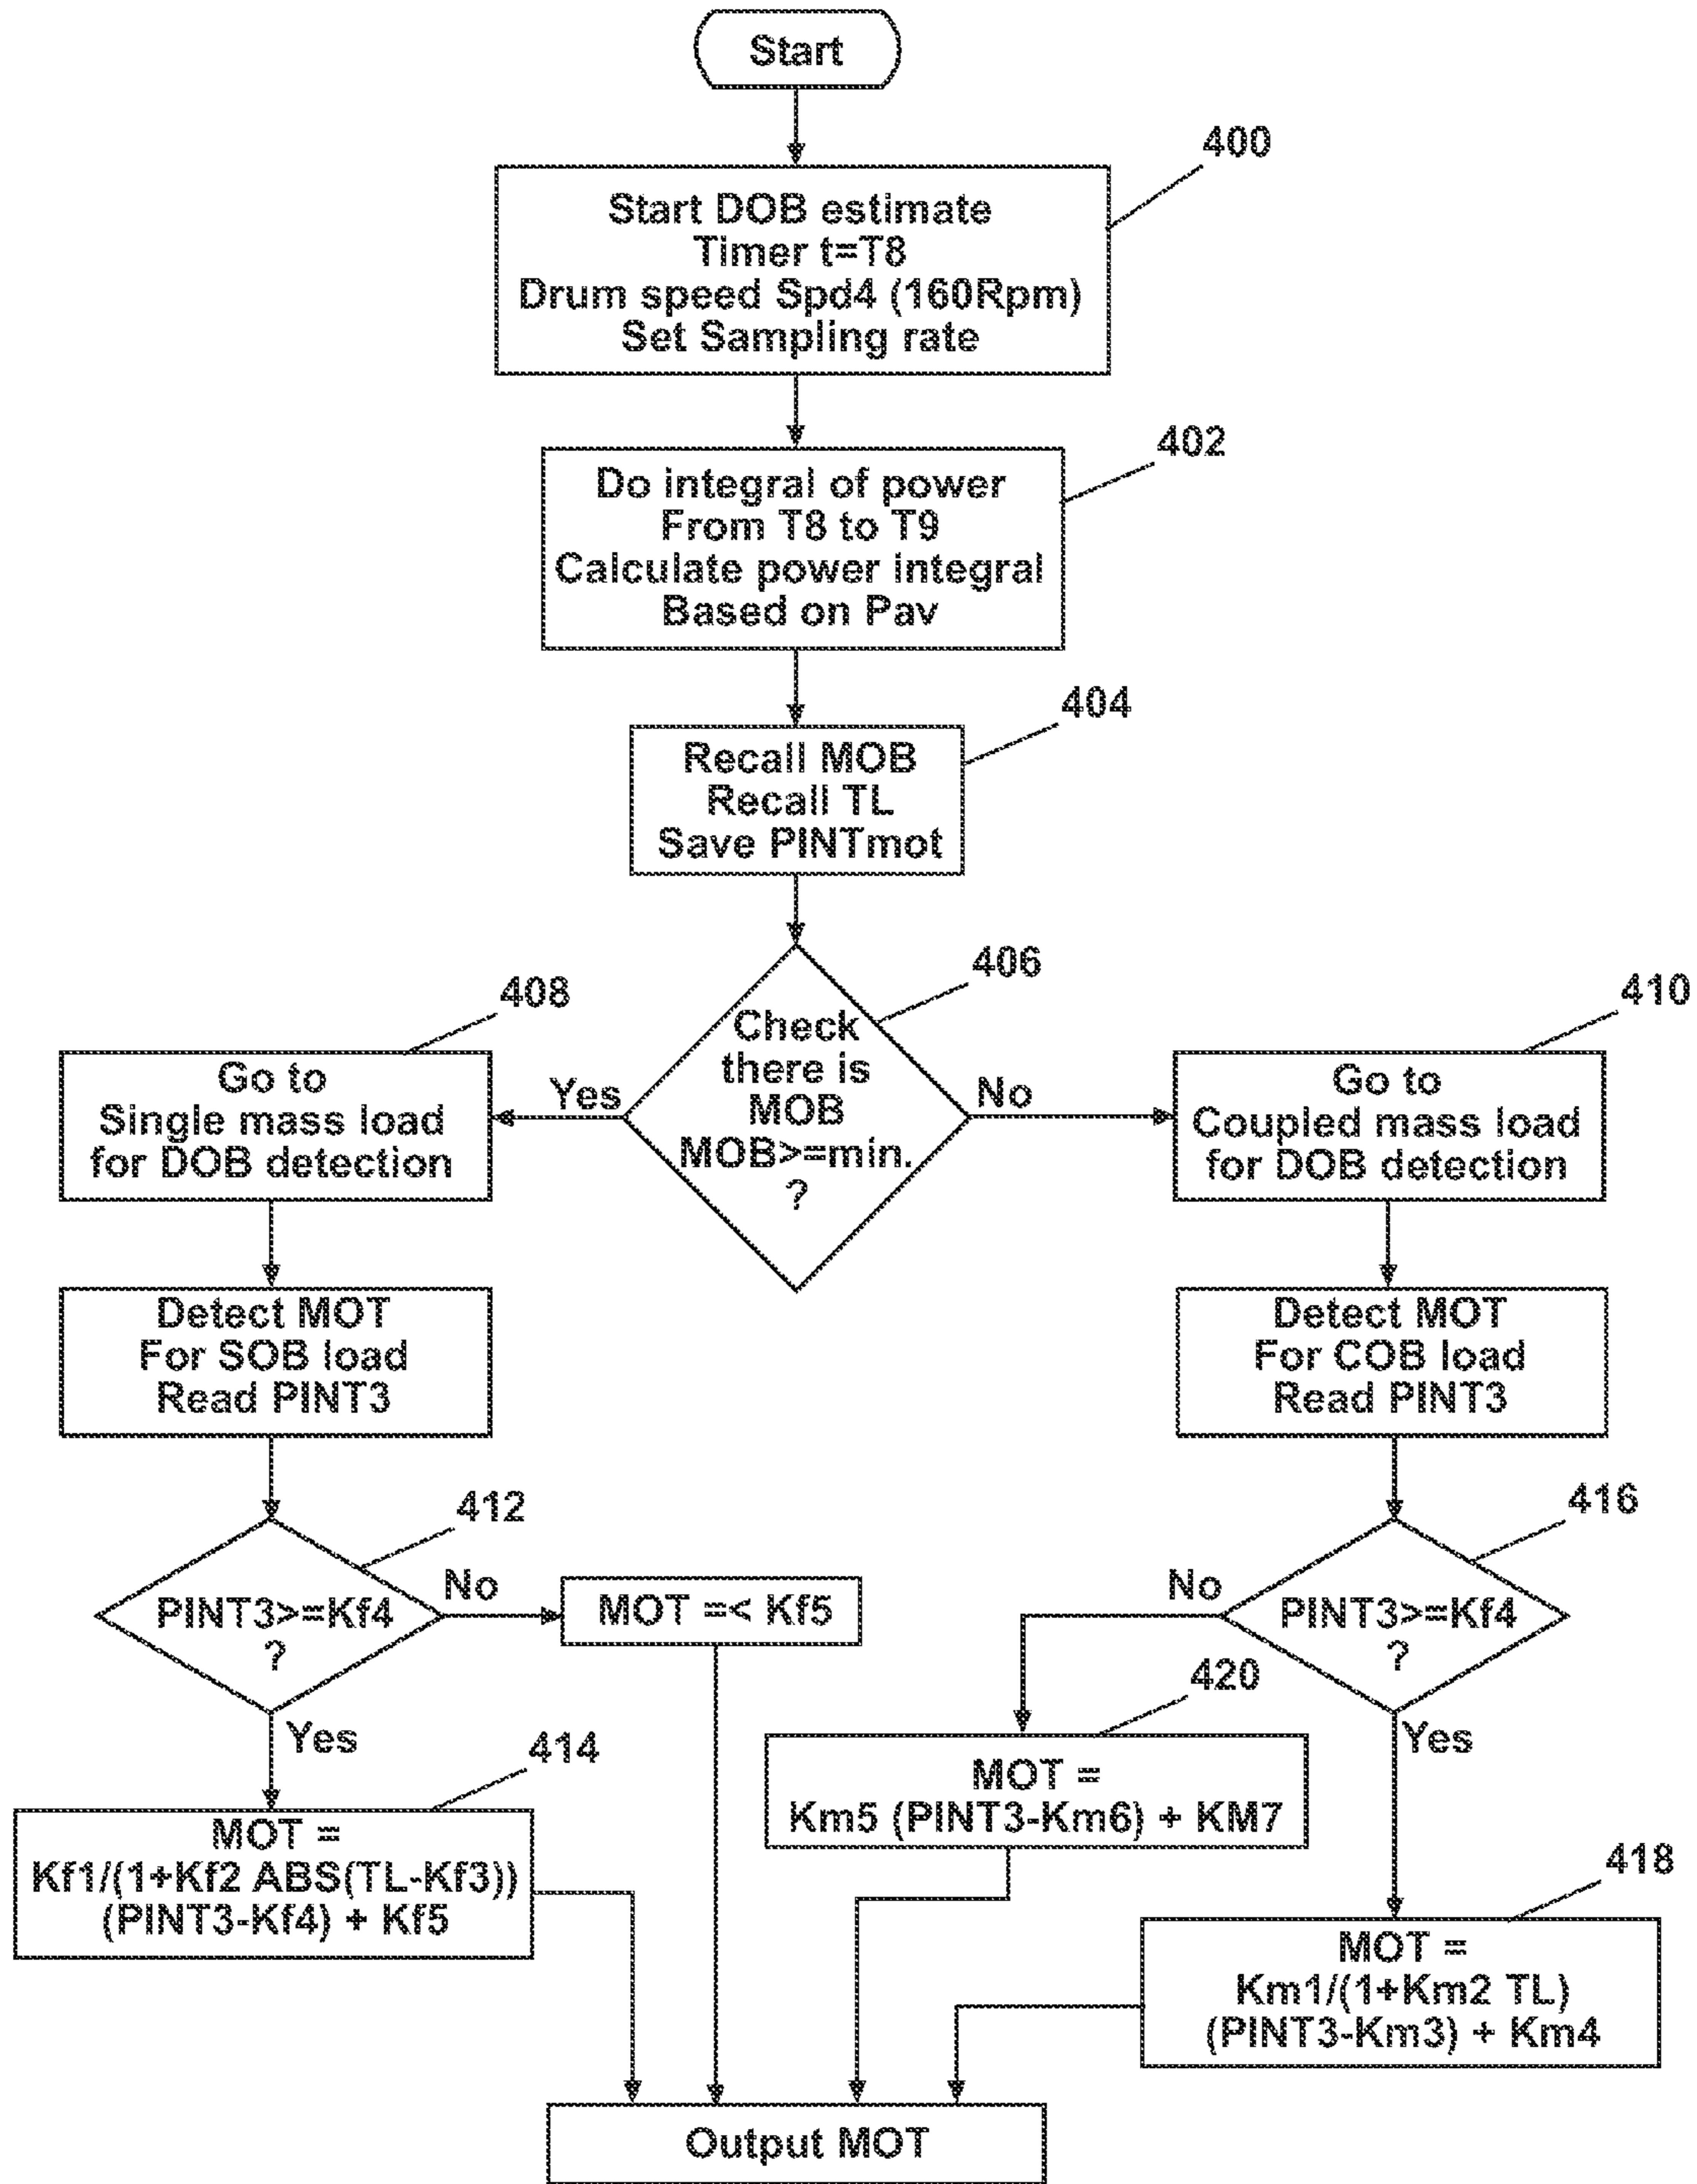 Start
400
Start DOB estimate
Timer t=T8
Drum speed Spd4 (160Rpm)
Set Sampling rate
402
Do integral of power
From T8 to T9
Calculate power integral
Based on Pav
404
Recall MOB
Recall TL
Save PINTmot
406
Check
there is
MOB
MOB>=min.
?
Yes
No
408
Go to
Single mass load
for DOB detection
410
Go to
Coupled mass load
for DOB detection
Detect MOT
For SOB load
Read PINT3
Detect MOT
For COB load
Read PINT3
412
PINT3>=Kf4
?
No
MOT =< Kf5
Yes
416
PINT3>=Kf4
?
No
Yes
414
MOT =
Kf1/(1+Kf2 ABS(TL-Kf3))
(PINT3-Kf4) + Kf5
420
MOT =
Km5 (PINT3-Km6) + KM7
418
MOT =
Km1/(1+Km2 TL)
(PINT3-Km3) + Km4
Output MOT